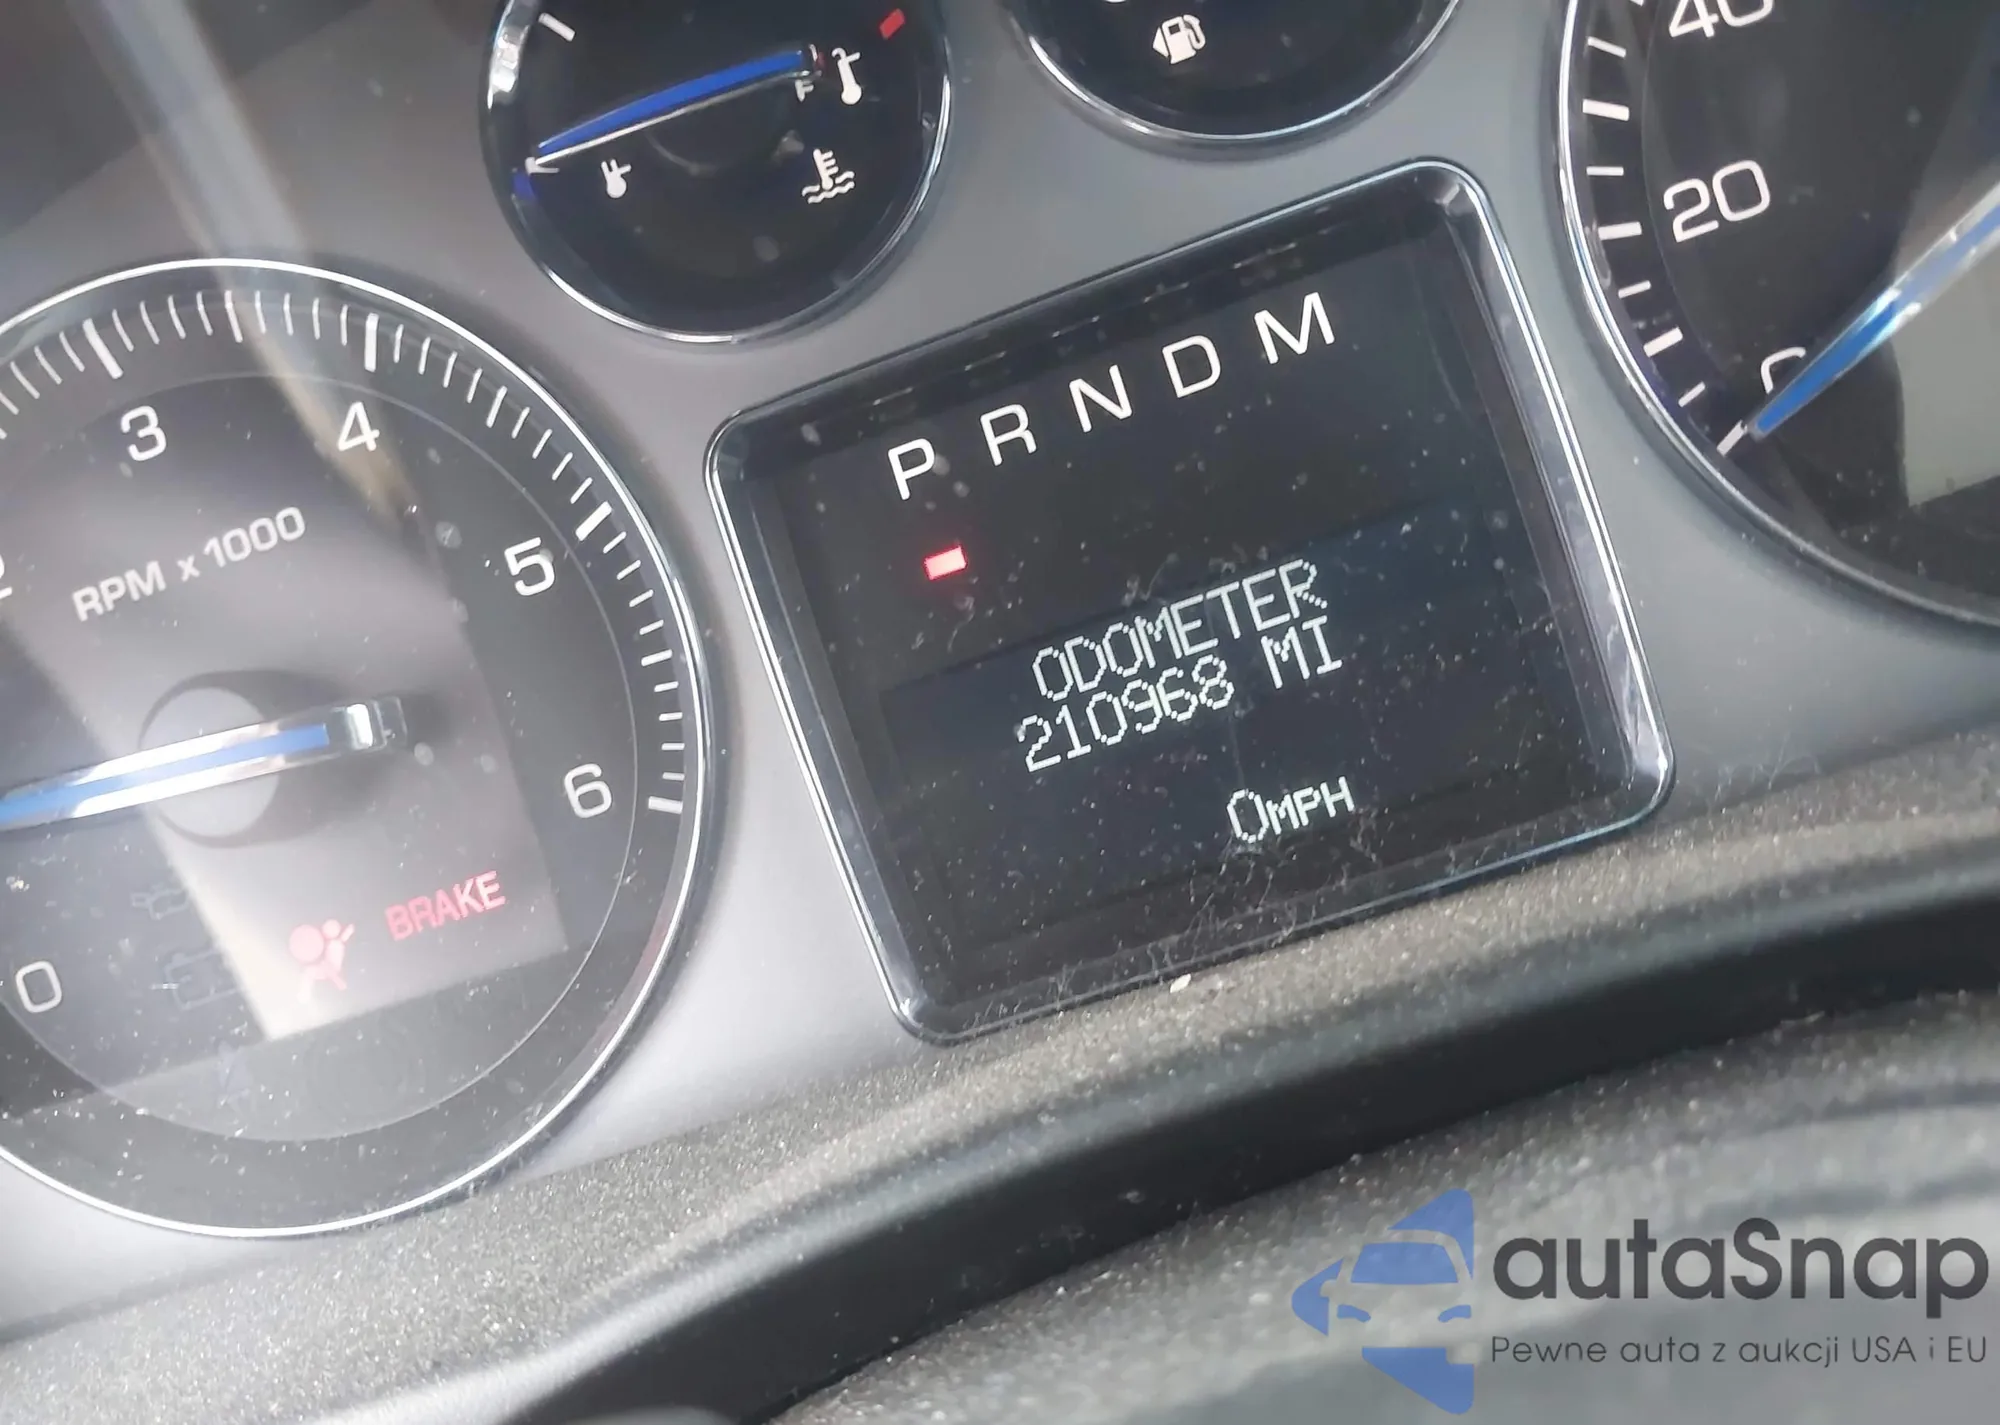 40
20
0
P R N D M
3
4
RPM x 1000
5
ODOMETER
210968 MI
6
0MPH
BRAKE
0
autaSnap
Pewne auta z aukcji USA i EU